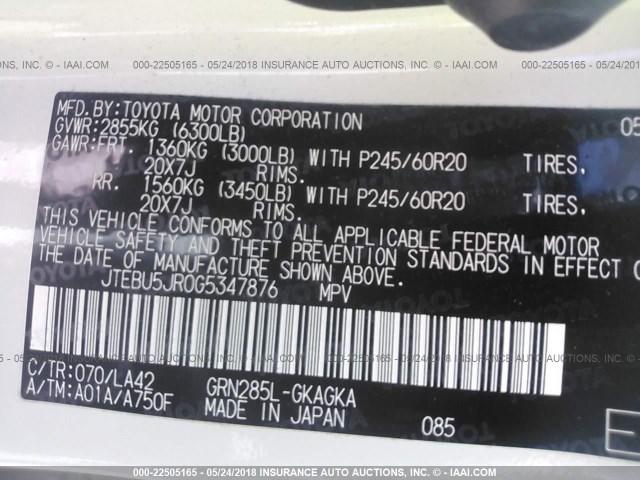 000-22505165 - 05/24/2018 INSURANCE AUTO AUCTIONS, INC. © - IAAI.COM
MFD.BY:TOYOTA MOTOR CORPORATION 05
GVWR:2855KG (6300LB)
GAWR:FRT. 1360KG (3000LB) WITH P245/60R20 TIRES,
20X7J RIMS.
RR. 1560KG (3450LB) WITH P245/60R20 TIRES,
20X7J RIMS.
THIS VEHICLE CONFORMS TO ALL APPLICABLE FEDERAL MOTOR
VEHICLE SAFETY AND THEFT PREVENTION STANDARDS IN EFFECT
THE DATE OF MANUFACTURE SHOWN ABOVE.
JTEBU5JR0G5347876 MPV
C/TR:070/LA42 GRN285L-GKAGKA
A/TM:A01A/A750F MADE IN JAPAN 085
000-22505165 - 05/24/2018 INSURANCE AUTO AUCTIONS, INC. © - IAAI.COM